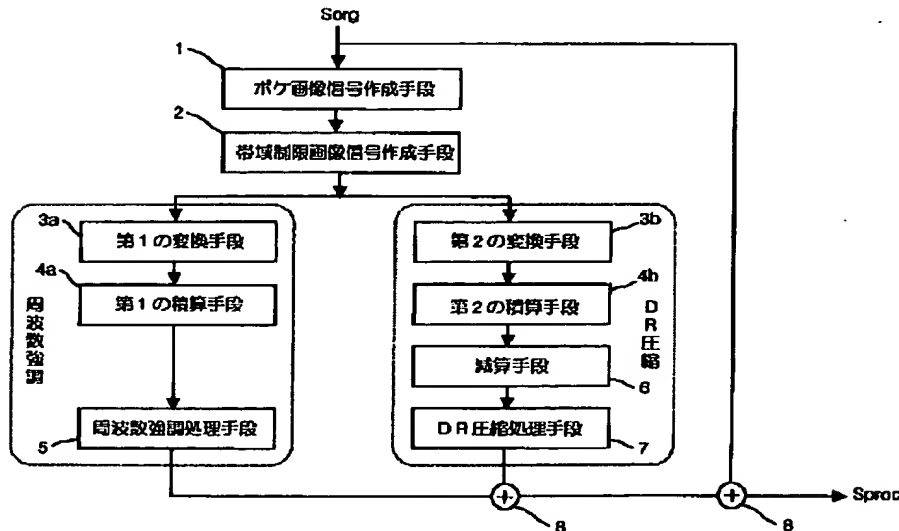 Sorg
1
ボケ画像信号作成手段
2
帯域制限画像信号作成手段
3a
第1の変換手段
3b
第2の変換手段
4a
第1の積算手段
4b
第2の積算手段
周波数強調
DR圧縮
減算手段
6
5
周波数強調処理手段
DR圧縮処理手段
7
8
8
Sproc